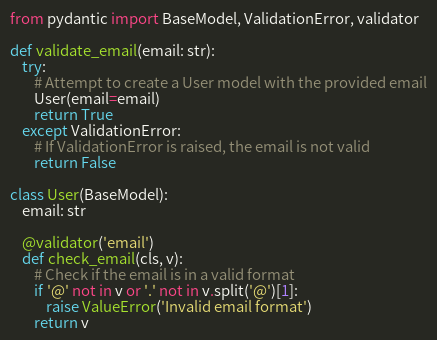 from pydantic import BaseModel, ValidationError, validator

def validate_email(email: str):
    try:
        # Attempt to create a User model with the provided email
        User(email=email)
        return True
    except ValidationError:
        # If ValidationError is raised, the email is not valid
        return False

class User(BaseModel):
    email: str

    @validator('email')
    def check_email(cls, v):
        # Check if the email is in a valid format
        if '@' not in v or '.' not in v.split('@')[1]:
            raise ValueError('Invalid email format')
        return v